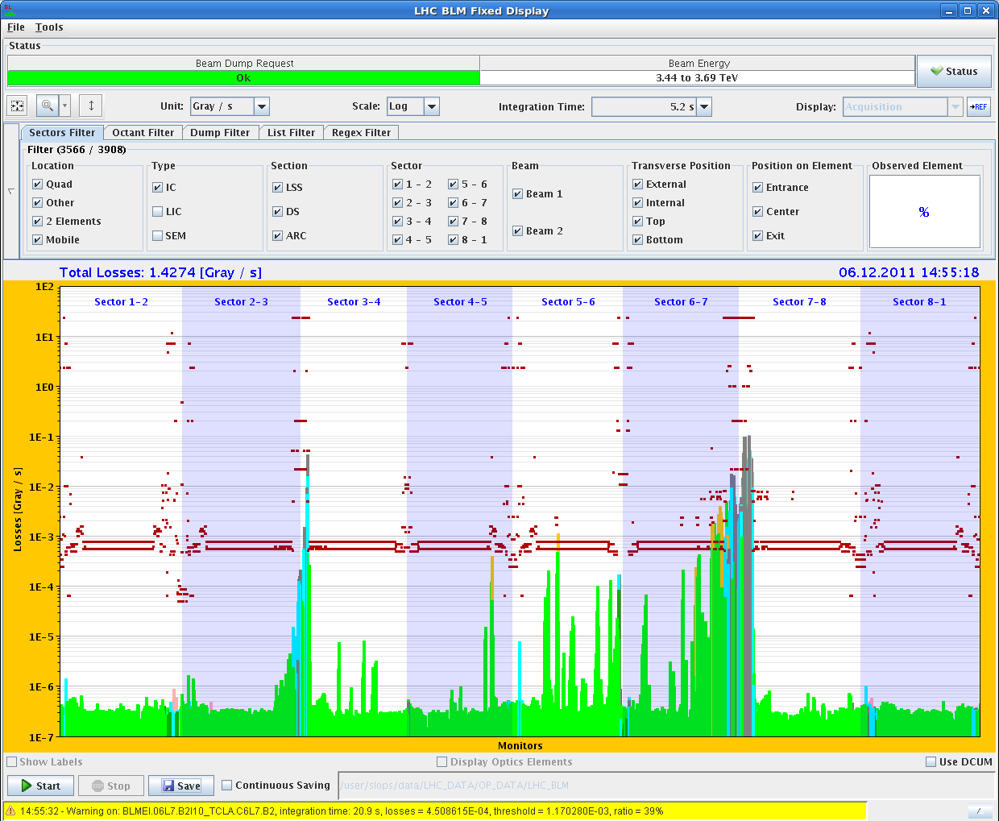 LHC BLM Fixed Display
File Tools
Status
Beam Dump Request Beam Energy
Ok 3.44 to 3.69 TeV Status
Unit: Gray / s Scale: Log Integration Time: 5.2 s Display: Acquisition →REF
Sectors Filter Octant Filter Dump Filter List Filter Regex Filter
Filter (3566 / 3908)
Location Type Section Sector Beam Transverse Position Position on Element Observed Element
Quad IC LSS 1 - 2 5 - 6 Beam 1 External Entrance
Other LIC DS 2 - 3 6 - 7 Internal Center %
2 Elements SEM ARC 3 - 4 7 - 8 Beam 2 Top Exit
Mobile 4 - 5 8 - 1 Bottom
Total Losses: 1.4274 [Gray / s] 06.12.2011 14:55:18
Sector 1-2 Sector 2-3 Sector 3-4 Sector 4-5 Sector 5-6 Sector 6-7 Sector 7-8 Sector 8-1
1E2
1E1
1E0
1E-1
1E-2
1E-3
1E-4
1E-5
1E-6
1E-7
Losses [Gray / s]
Monitors
Show Labels Display Optics Elements Use DCUM
Start Stop Save Continuous Saving /user/slops/data/LHC_DATA/OP_DATA/LHC_BLM
14:55:32 - Warning on: BLMEI.06L7.B2I10_TCLA.C6L7.B2, integration time: 20.9 s, losses = 4.508615E-04, threshold = 1.170280E-03, ratio = 39%